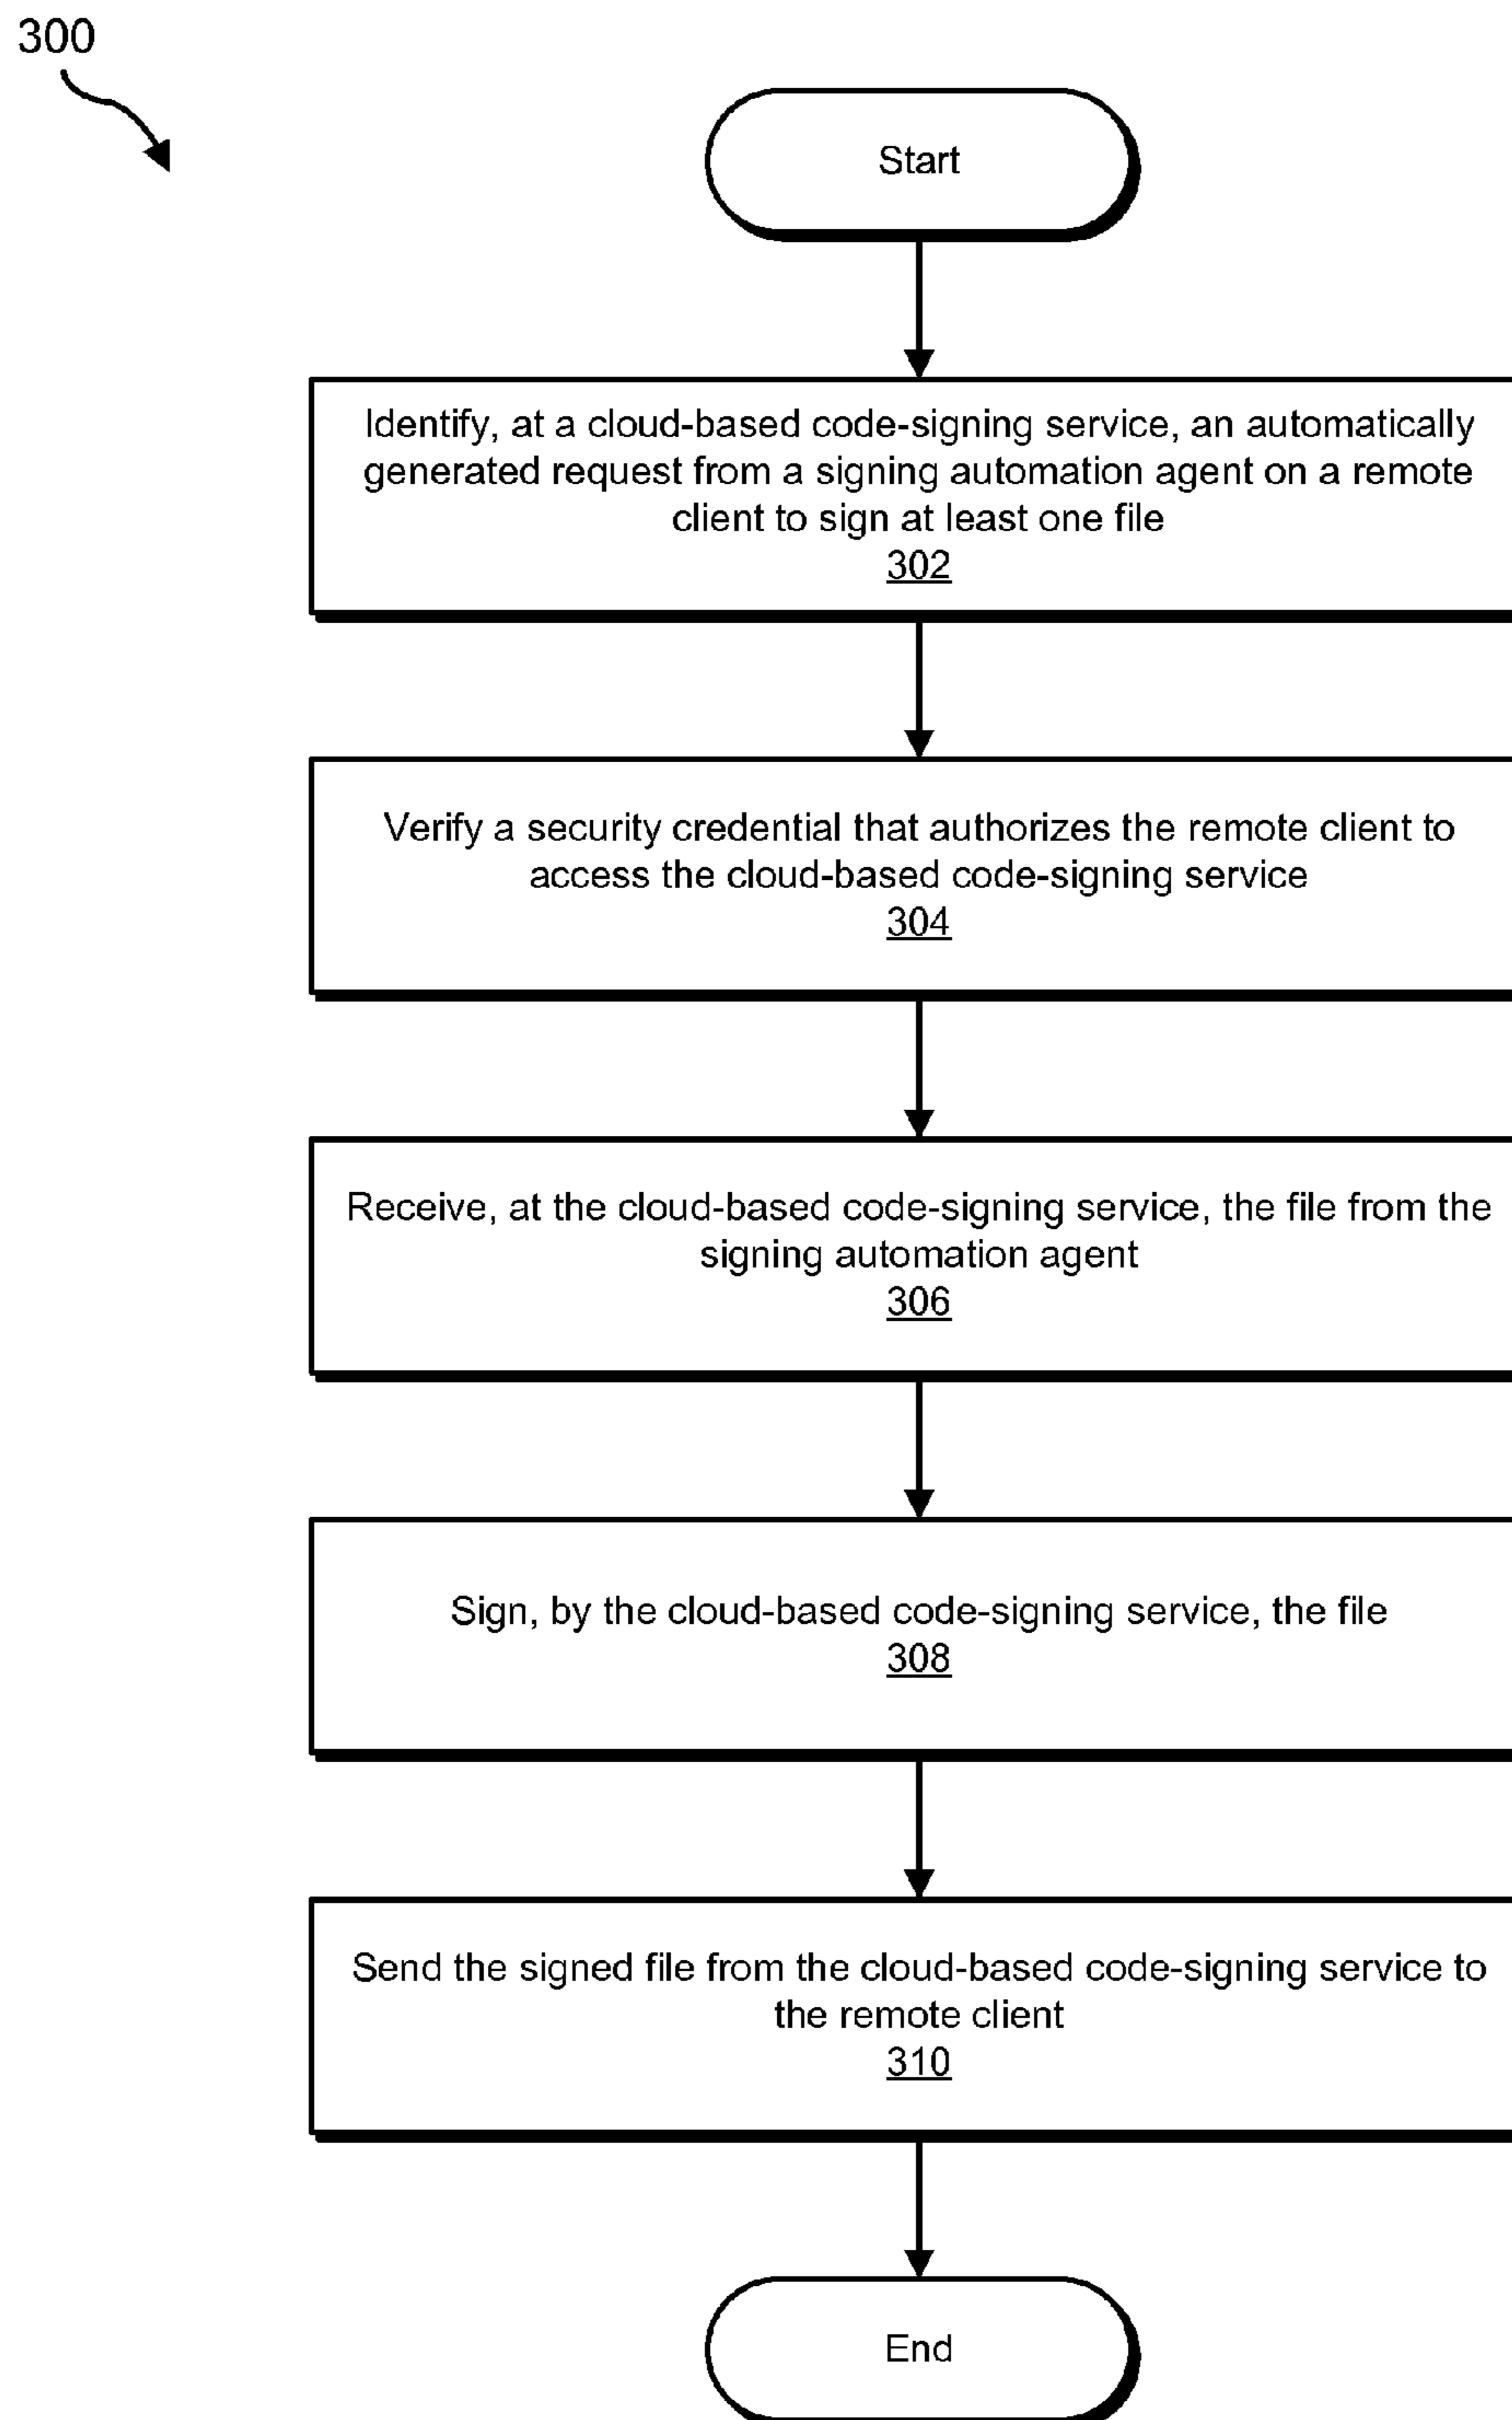 300
Start
Identify, at a cloud-based code-signing service, an automatically
generated request from a signing automation agent on a remote
client to sign at least one file
302
Verify a security credential that authorizes the remote client to
access the cloud-based code-signing service
304
Receive, at the cloud-based code-signing service, the file from the
signing automation agent
306
Sign, by the cloud-based code-signing service, the file
308
Send the signed file from the cloud-based code-signing service to
the remote client
310
End